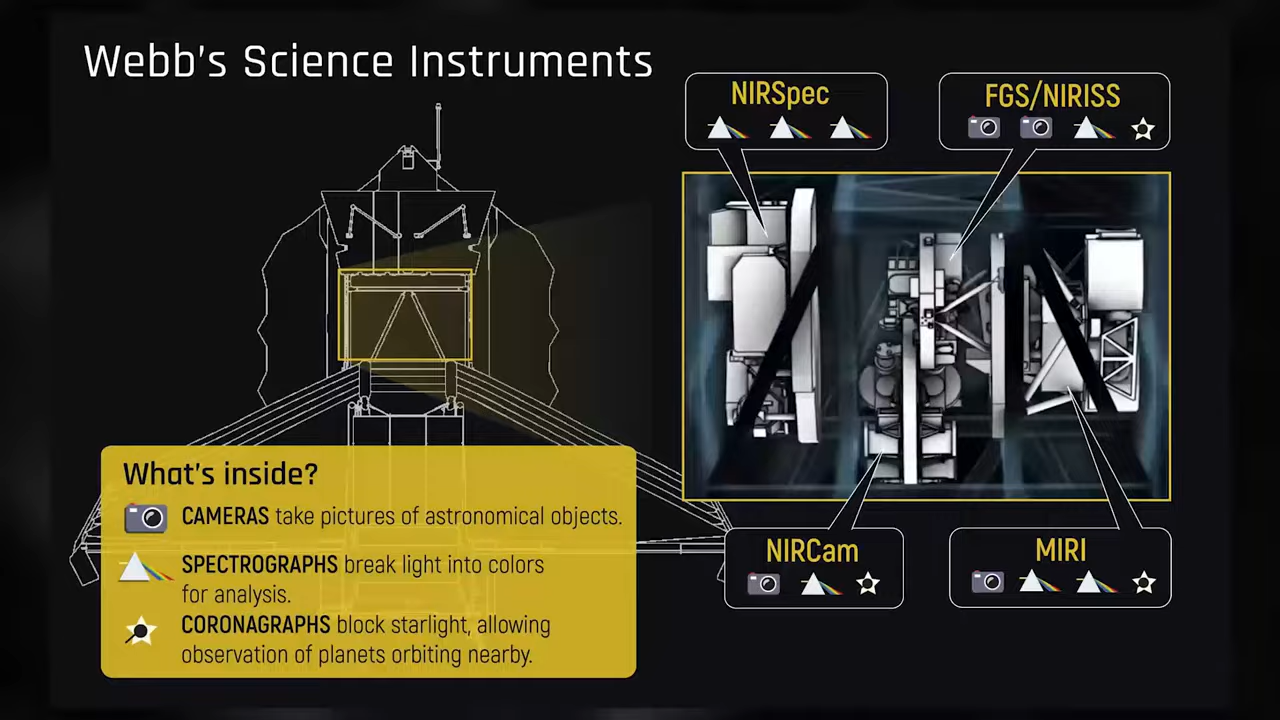 Webb's Science Instruments
NIRSpec
FGS/NIRISS
NIRCam
MIRI
What's inside?
CAMERAS take pictures of astronomical objects.
SPECTROGRAPHS break light into colors
for analysis.
CORONAGRAPHS block starlight, allowing
observation of planets orbiting nearby.